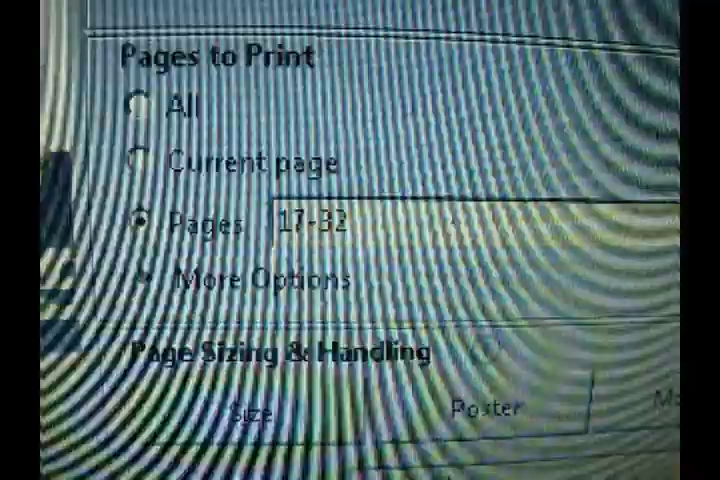 Pages to Print
All
Current page
Pages 17-32
More Options
Page Sizing & Handling
Size Poster